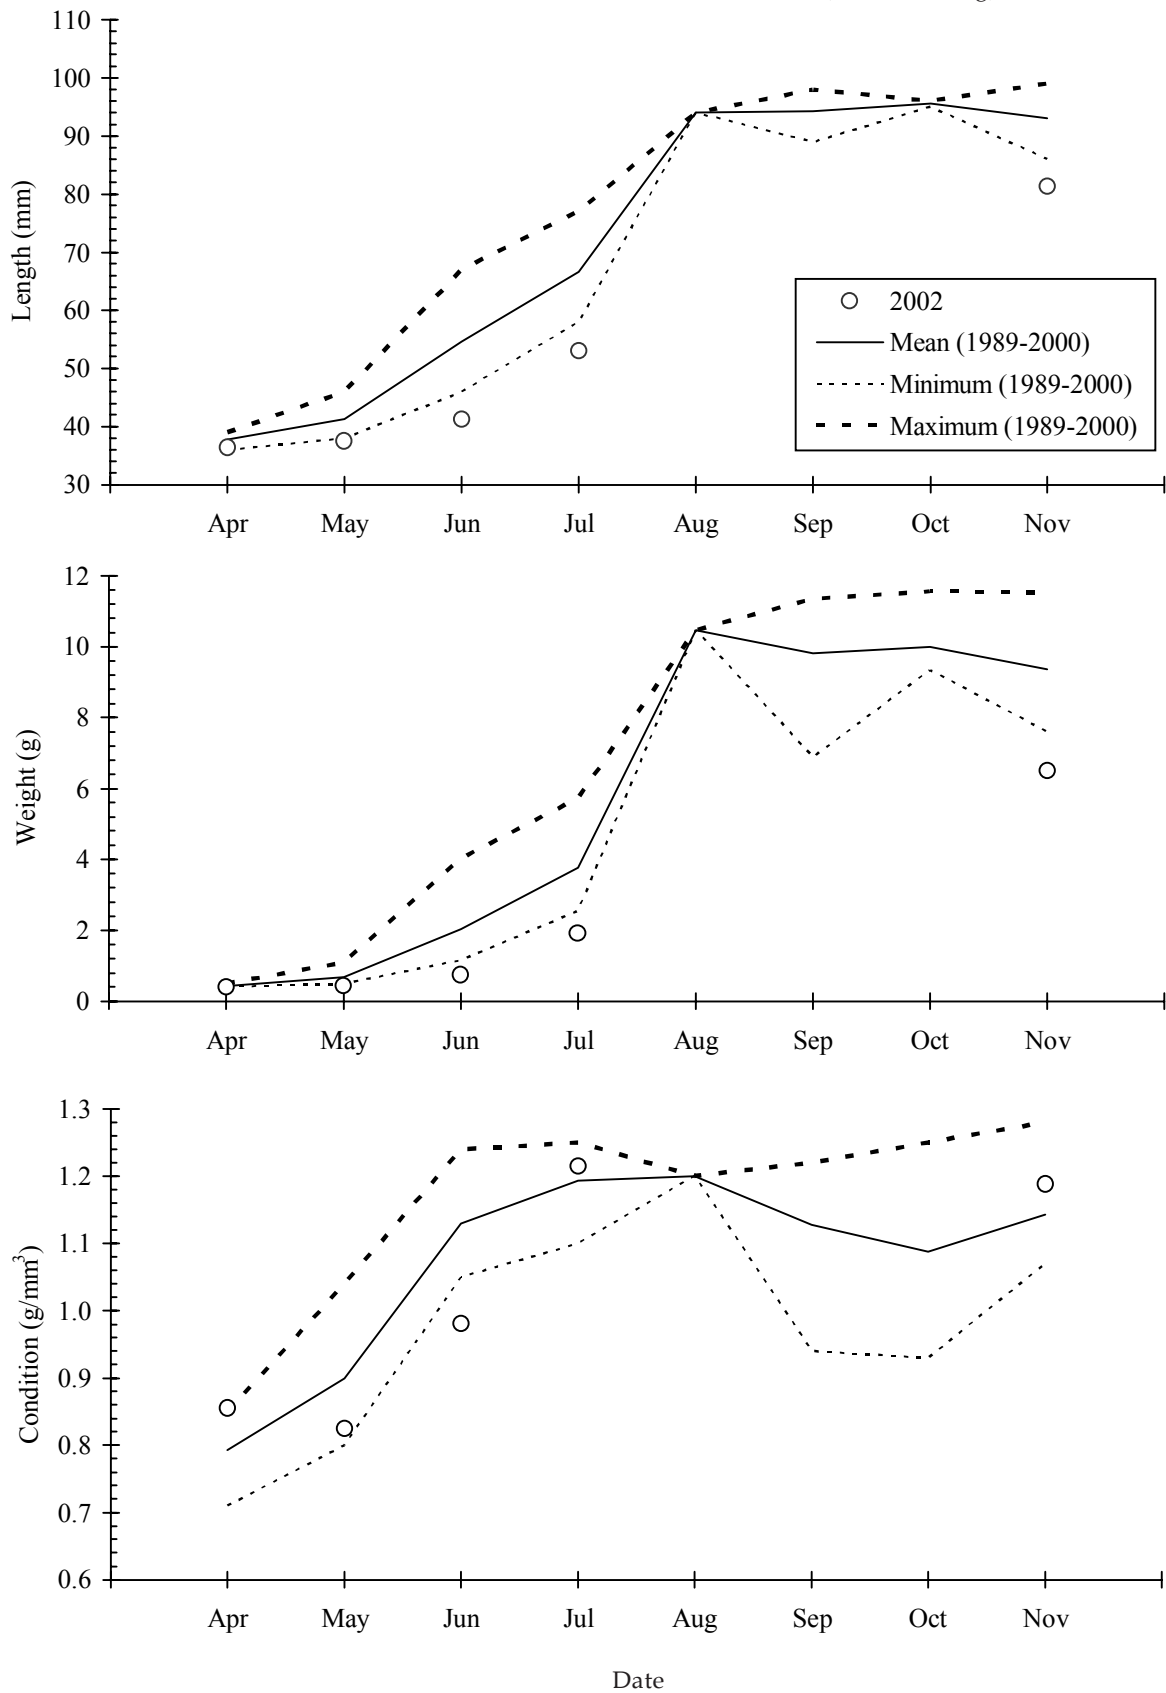 110
100
90
80
70
60
50
40
30
Length (mm)
2002
Mean (1989-2000)
Minimum (1989-2000)
Maximum (1989-2000)
Apr May Jun Jul Aug Sep Oct Nov
12
10
8
6
4
2
0
Weight (g)
Apr May Jun Jul Aug Sep Oct Nov
1.3
1.2
1.1
1.0
0.9
0.8
0.7
0.6
Condition (g/mm³)
Apr May Jun Jul Aug Sep Oct Nov
Date